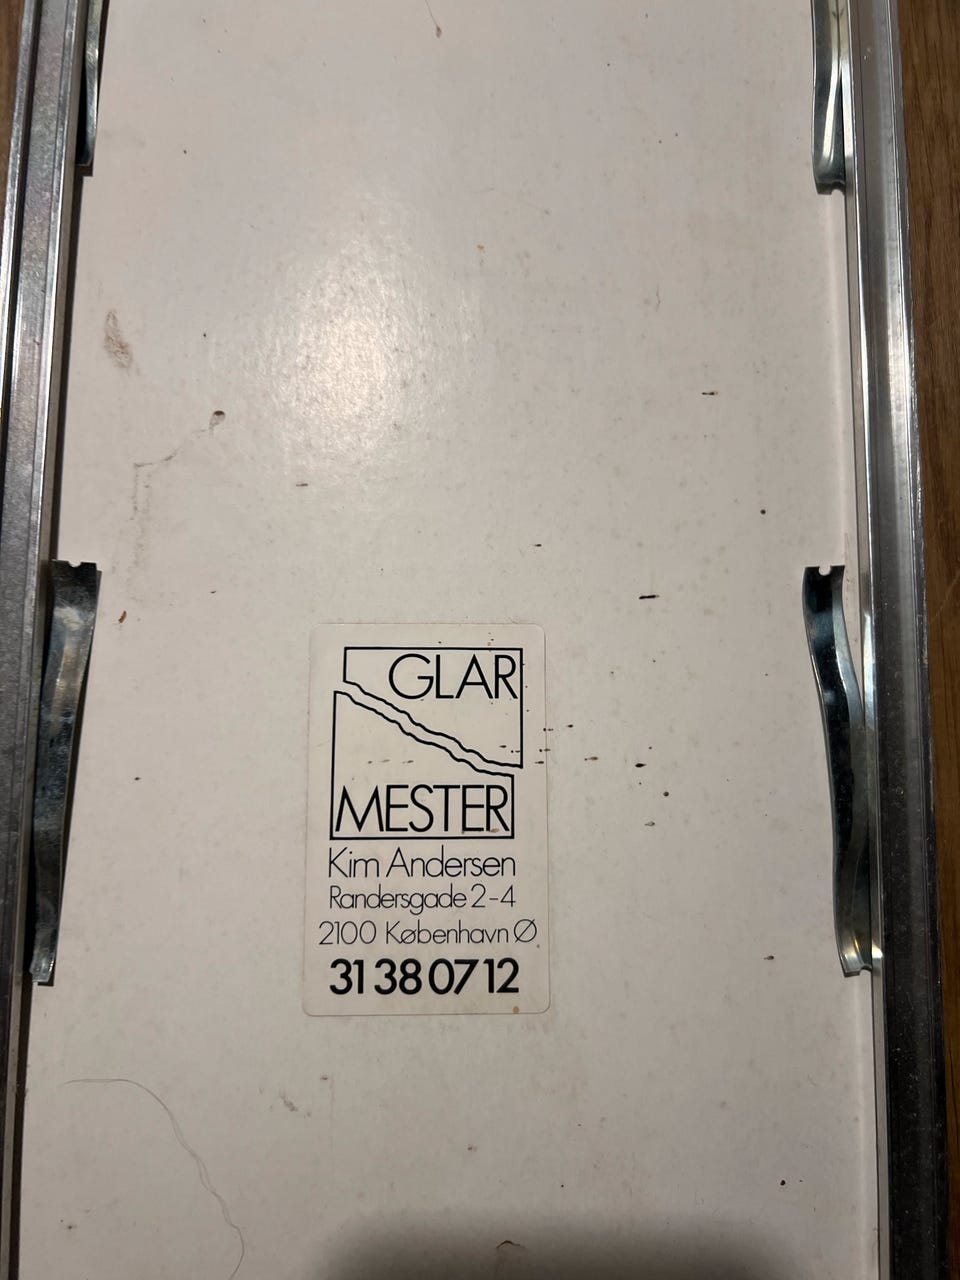 GLAR
MESTER
Kim Andersen
Randersgade 2-4
2100 København Ø
31 38 07 12